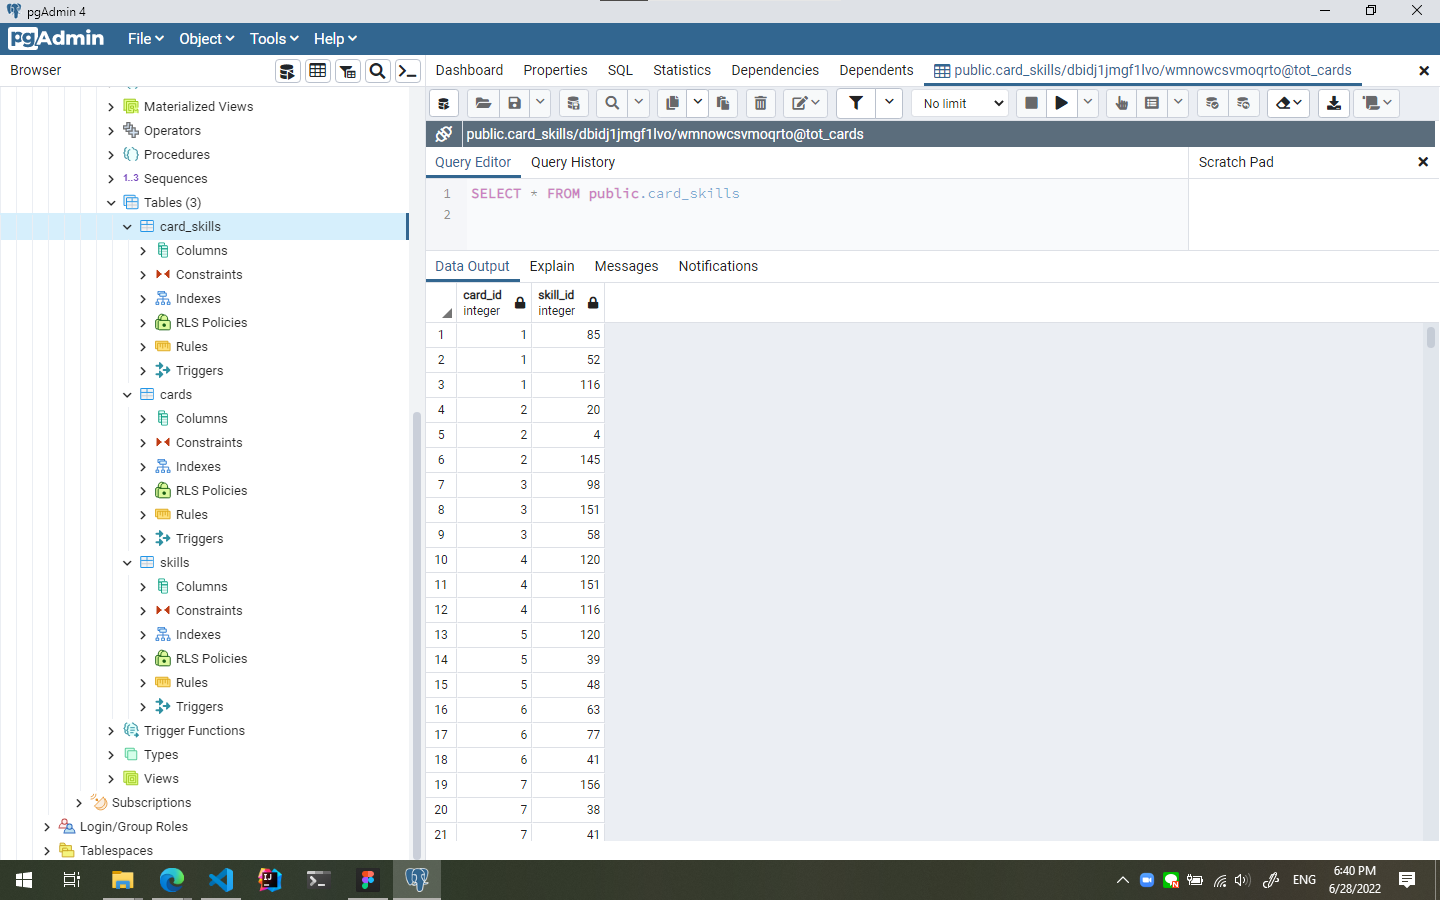 pgAdmin 4
pgAdmin File Object Tools Help
Browser
Dashboard Properties SQL Statistics Dependencies Dependents public.card_skills/dbidj1jmgf1lvo/wmnowcsvmoqrto@tot_cards
No limit
public.card_skills/dbidj1jmgf1lvo/wmnowcsvmoqrto@tot_cards
Query Editor Query History
Scratch Pad
1 SELECT * FROM public.card_skills
2
Data Output Explain Messages Notifications
card_id integer skill_id integer
1 1 85
2 1 52
3 1 116
4 2 20
5 2 4
6 2 145
7 3 98
8 3 151
9 3 58
10 4 120
11 4 151
12 4 116
13 5 120
14 5 39
15 5 48
16 6 63
17 6 77
18 6 41
19 7 156
20 7 38
21 7 41
Materialized Views
Operators
Procedures
1..3 Sequences
Tables (3)
card_skills
Columns
Constraints
Indexes
RLS Policies
Rules
Triggers
cards
Columns
Constraints
Indexes
RLS Policies
Rules
Triggers
skills
Columns
Constraints
Indexes
RLS Policies
Rules
Triggers
Trigger Functions
Types
Views
Subscriptions
Login/Group Roles
Tablespaces
ENG
6:40 PM
6/28/2022